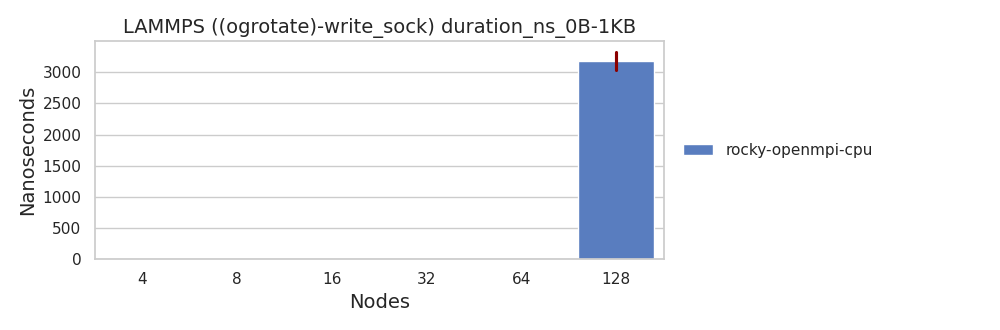 LAMMPS ((ogrotate)-write_sock) duration_ns_0B-1KB
Nanoseconds
3000
2500
2000
1500
1000
500
0
4 8 16 32 64 128
Nodes
rocky-openmpi-cpu